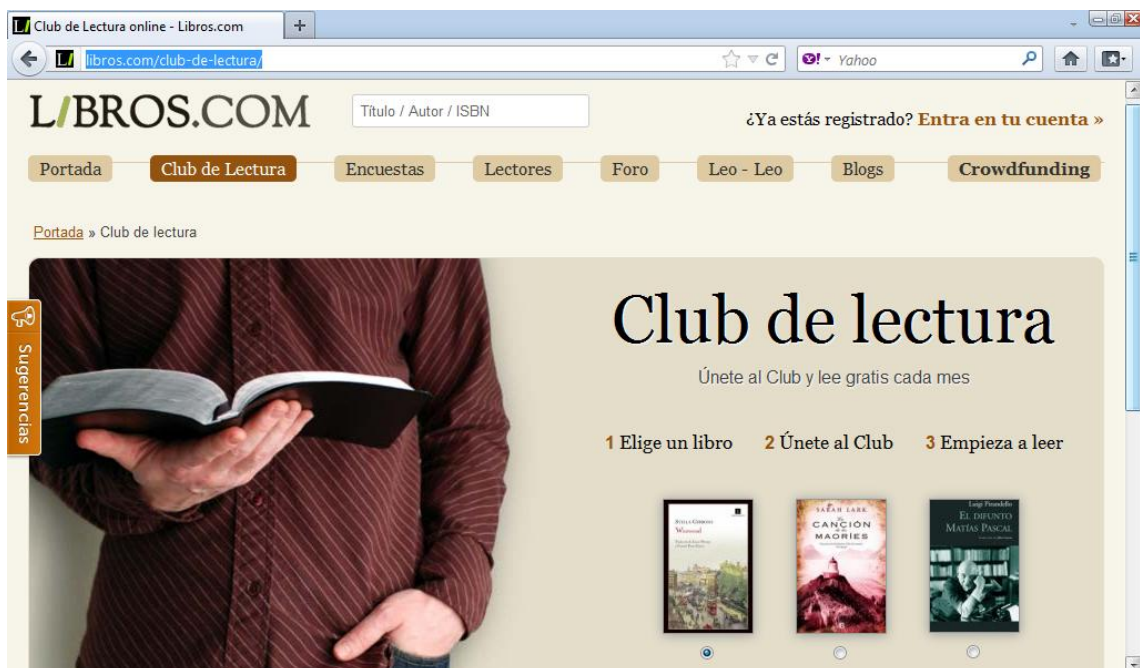 Club de Lectura online - Libros.com
libros.com/club-de-lectura/
Yahoo
LIBROS.COM
Título / Autor / ISBN
¿Ya estás registrado? Entra en tu cuenta »
Portada Club de Lectura Encuestas Lectores Foro Leo - Leo Blogs Crowdfunding
Portada » Club de lectura
Sugerencias
Club de lectura
Únete al Club y lee gratis cada mes
1 Elige un libro 2 Únete al Club 3 Empieza a leer
STELLA GIBBONS
Westwood
SARAH LARK
La
CANCIÓN
de los
MAORÍES
Luigi Pirandello
EL DIFUNTO
MATÍAS PASCAL